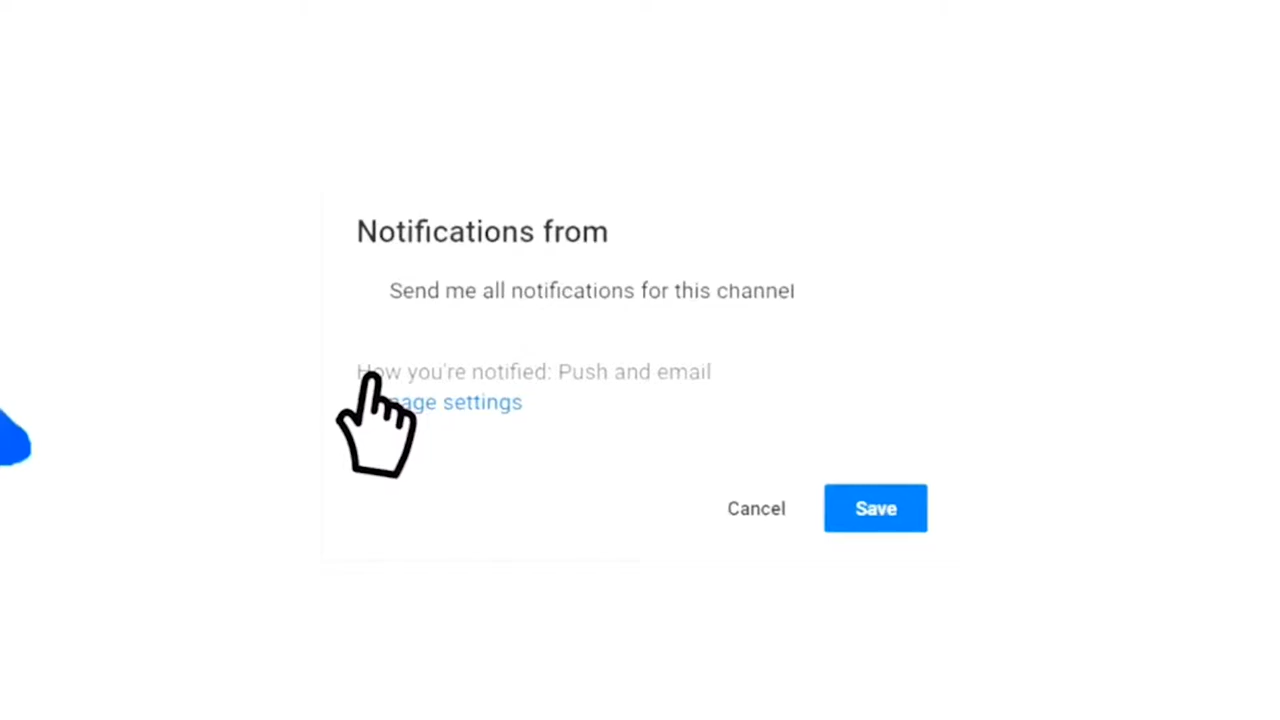 Notifications from
Send me all notifications for this channel
How you're notified: Push and email
settings
Cancel
Save